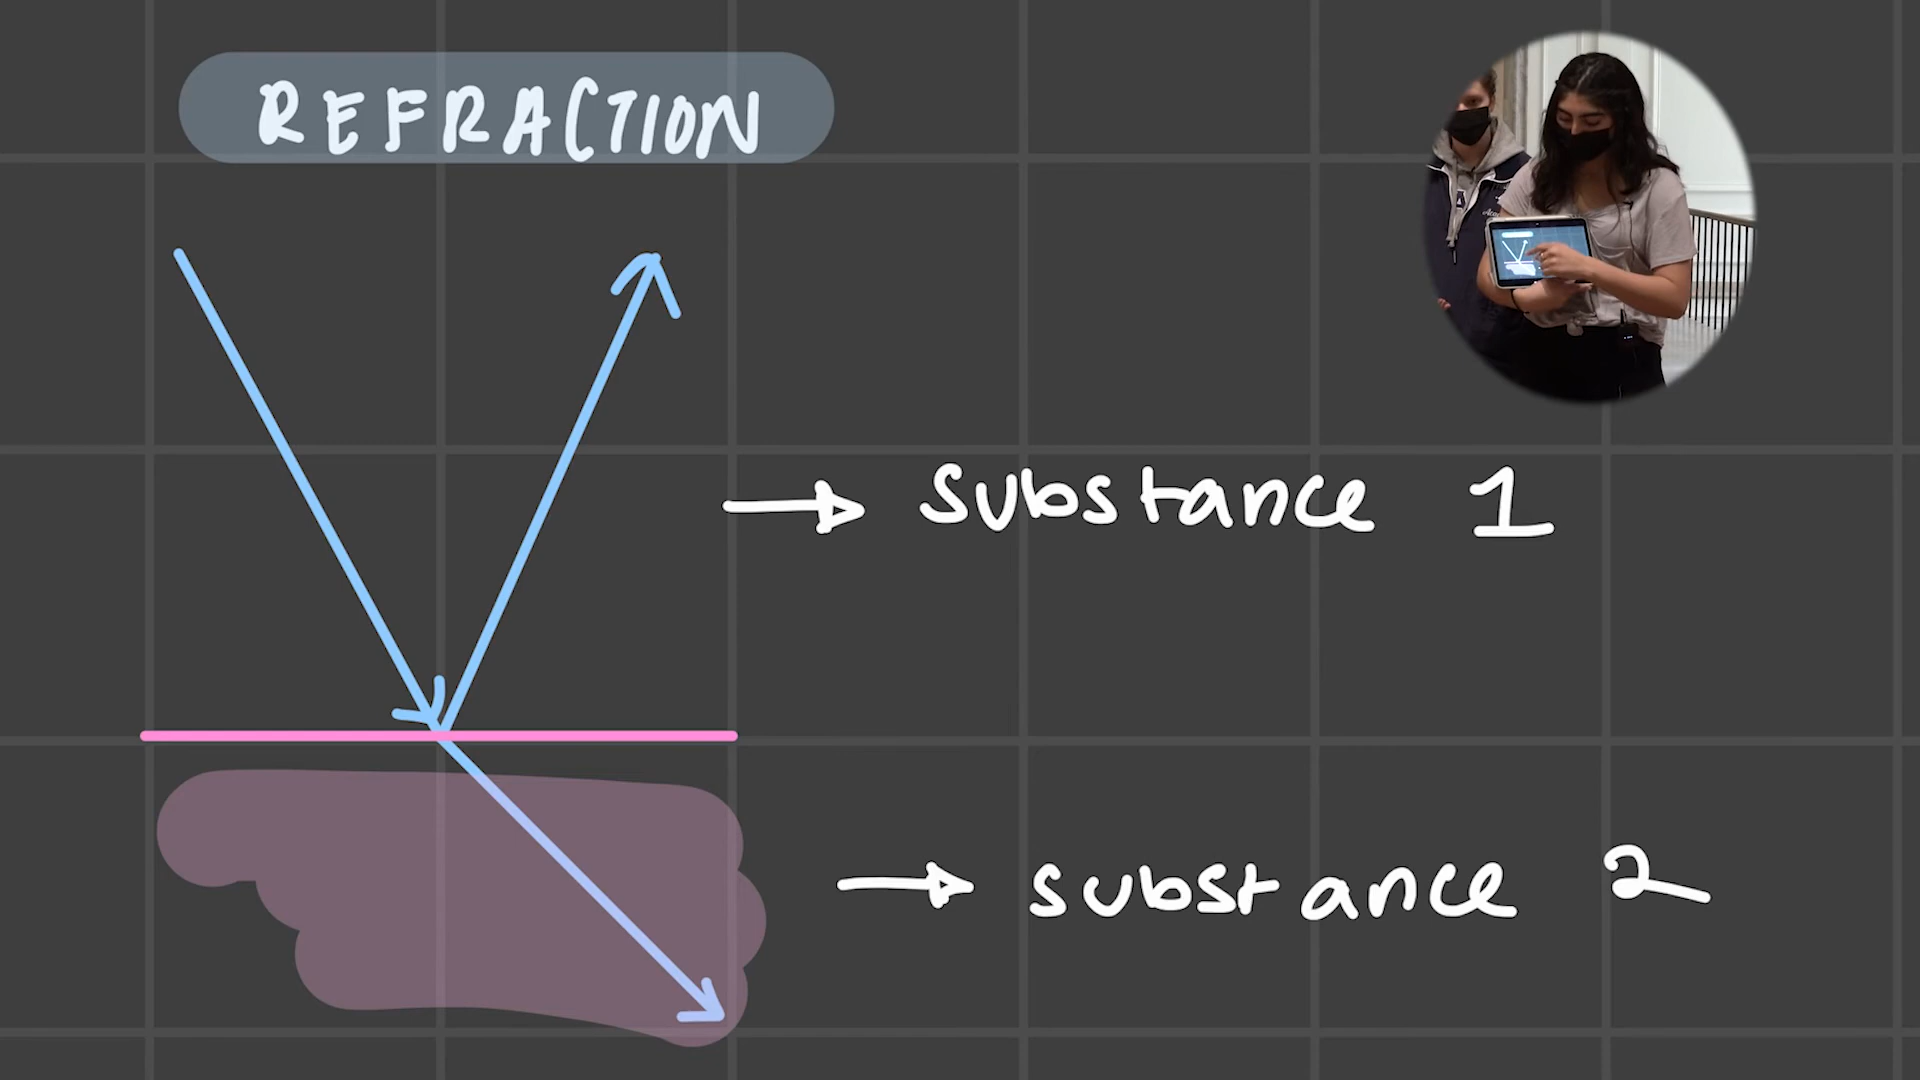 REFRACTION
→ Substance 1
→ substance 2